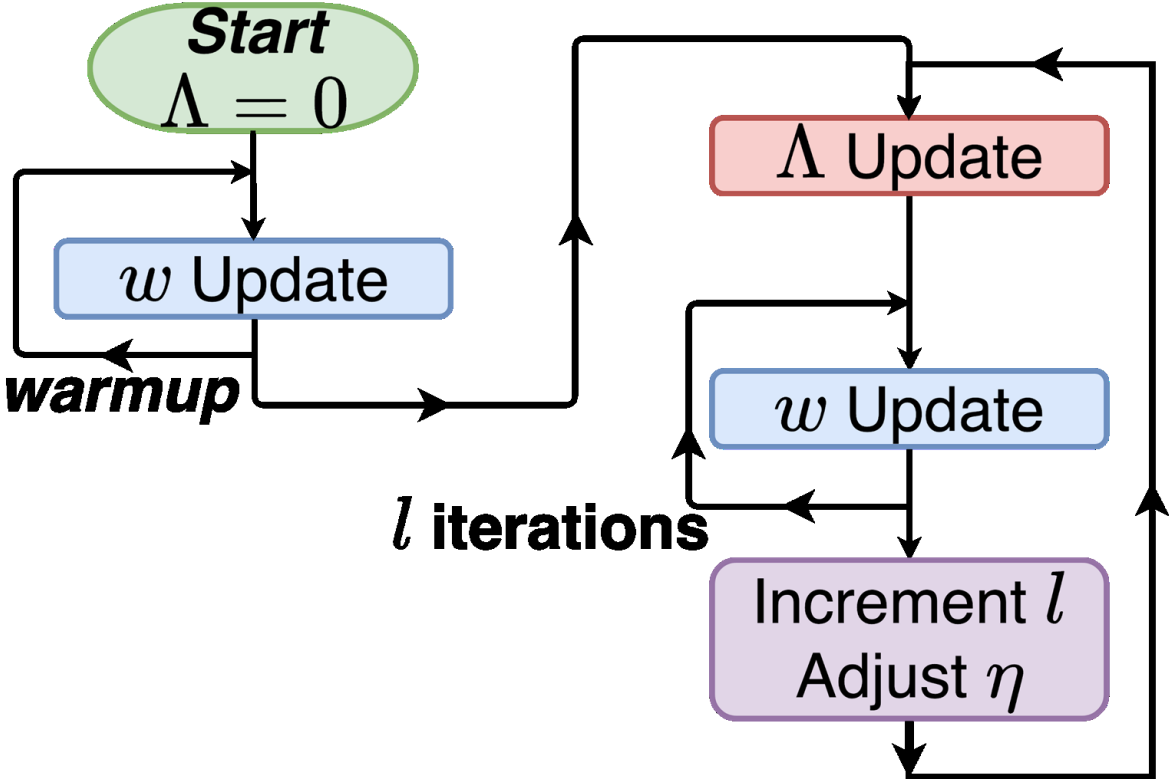 Start
Λ = 0
w Update
warmup
Λ Update
w Update
l iterations
Increment l
Adjust η